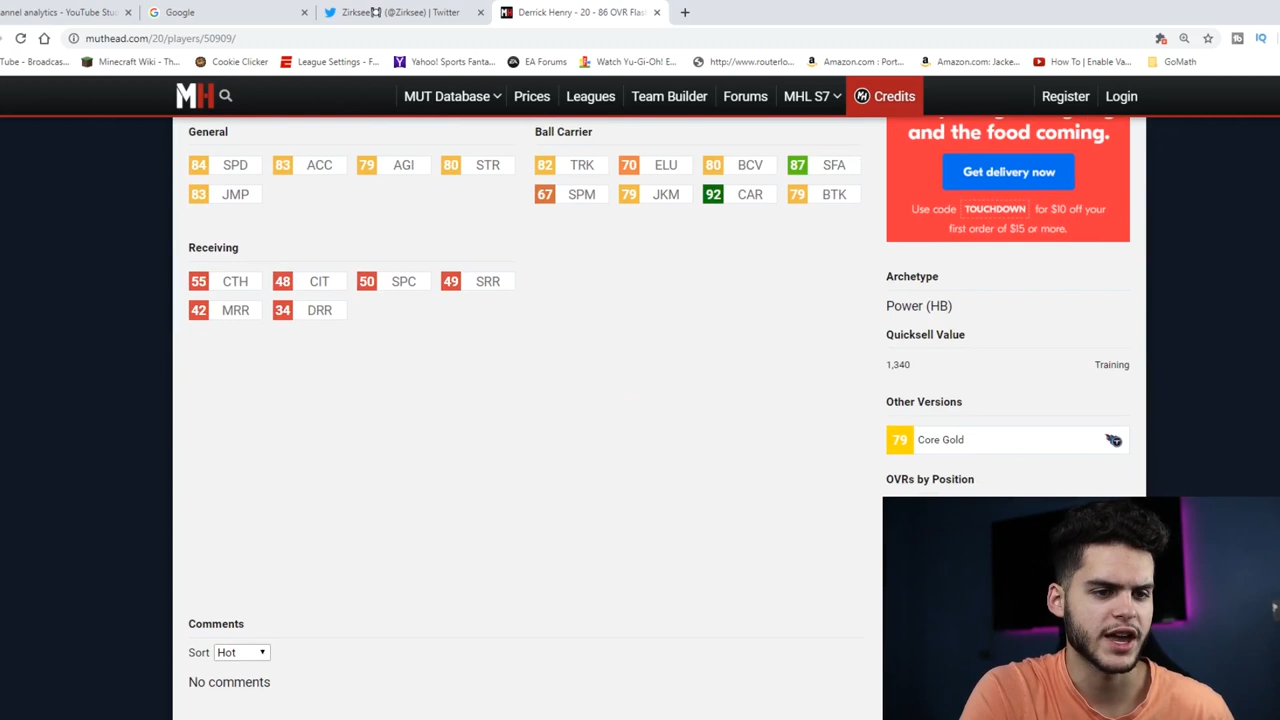 annel analytics - YouTube Stu
Google
Zirksee (@Zirksee) | Twitter
Derrick Henry - 20 - 86 OVR Flas
muthead.com/20/players/50909/
Tube - Broadcas...
Minecraft Wiki - Th...
Cookie Clicker
League Settings - F...
Yahoo! Sports Fanta...
EA Forums
Watch Yu-Gi-Oh! E...
http://www.routerlo...
Amazon.com : Port...
Amazon.com: Jacke...
How To | Enable Va...
GoMath
MH
MUT Database
Prices
Leagues
Team Builder
Forums
MHL S7
Credits
Register
Login
General
84 SPD 83 ACC 79 AGI 80 STR
83 JMP
Ball Carrier
82 TRK 70 ELU 80 BCV 87 SFA
67 SPM 79 JKM 92 CAR 79 BTK
Receiving
55 CTH 48 CIT 50 SPC 49 SRR
42 MRR 34 DRR
and the food coming.
Get delivery now
Use code TOUCHDOWN for $10 off your
first order of $15 or more.
Archetype
Power (HB)
Quicksell Value
1,340 Training
Other Versions
79 Core Gold
OVRs by Position
Comments
Sort Hot
No comments